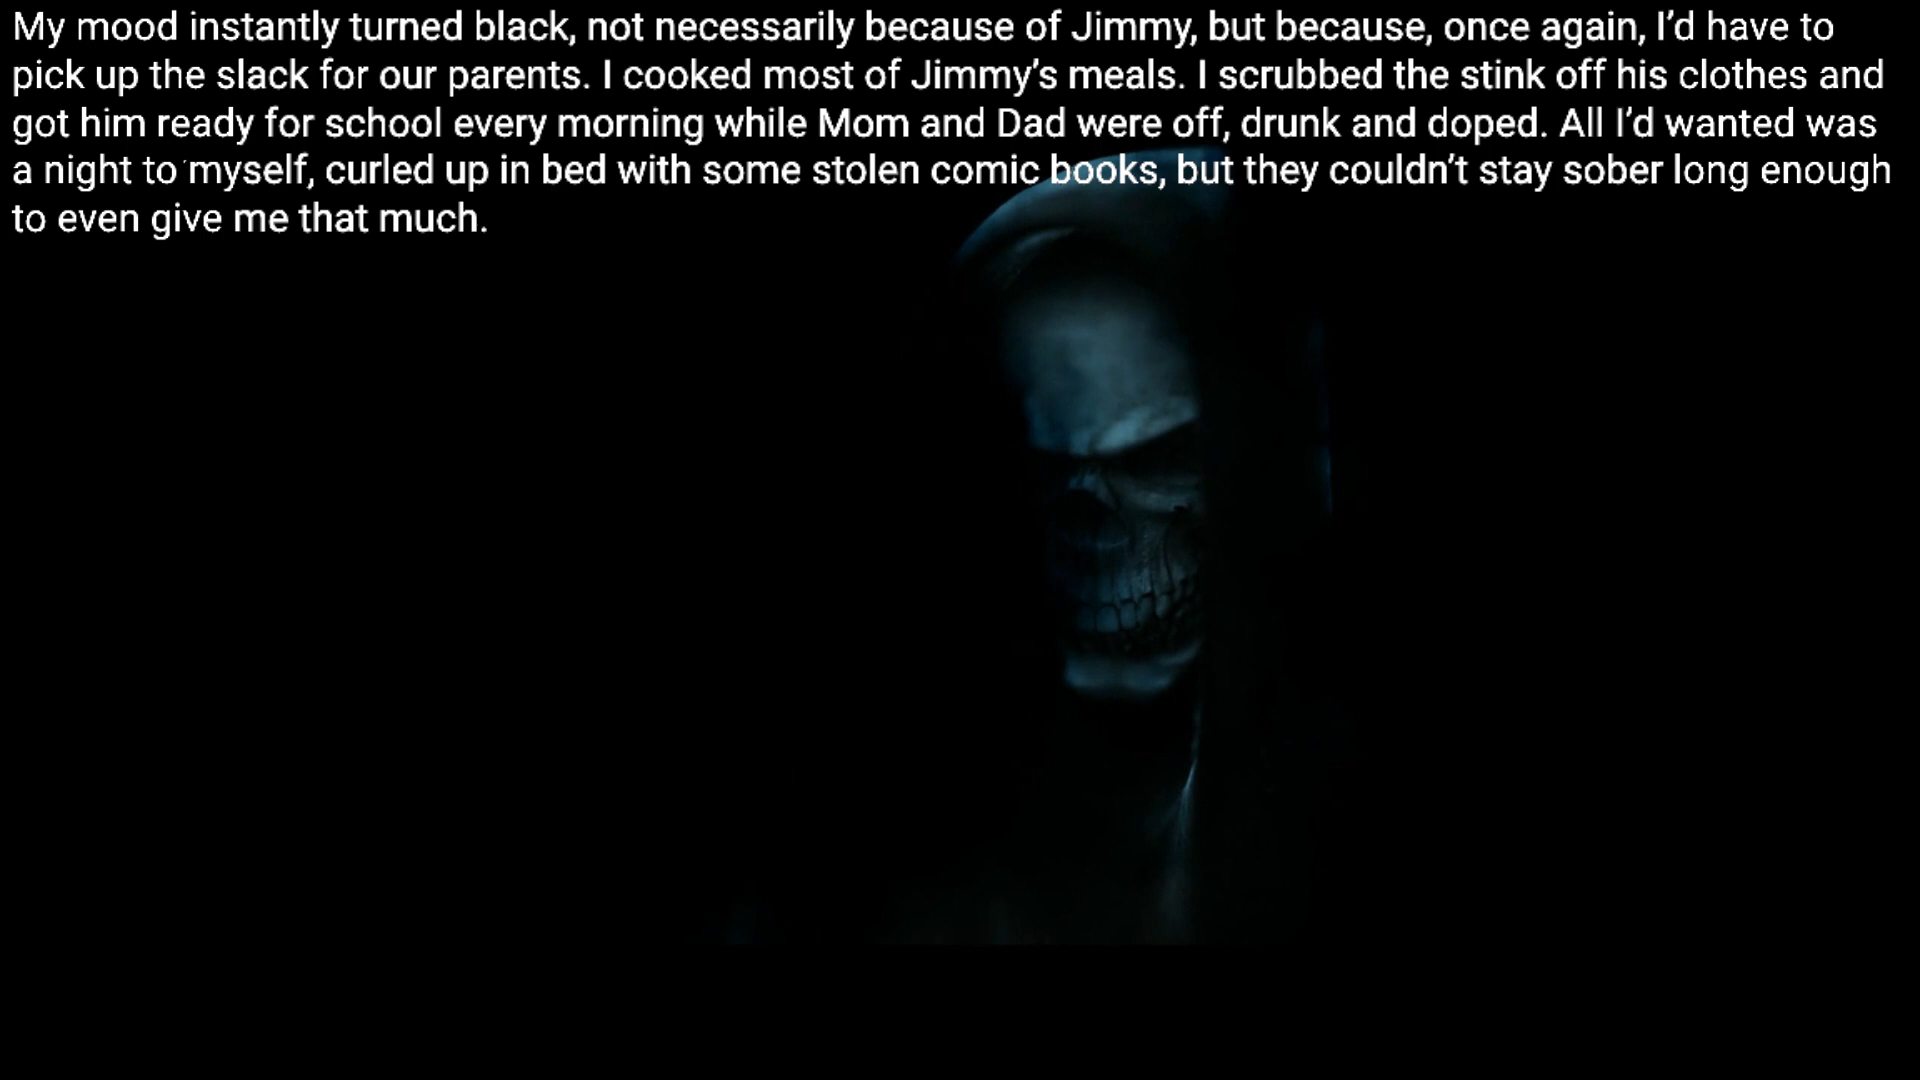 My mood instantly turned black, not necessarily because of Jimmy, but because, once again, I’d have to
pick up the slack for our parents. I cooked most of Jimmy’s meals. I scrubbed the stink off his clothes and
got him ready for school every morning while Mom and Dad were off, drunk and doped. All I’d wanted was
a night to myself, curled up in bed with some stolen comic books, but they couldn’t stay sober long enough
to even give me that much.